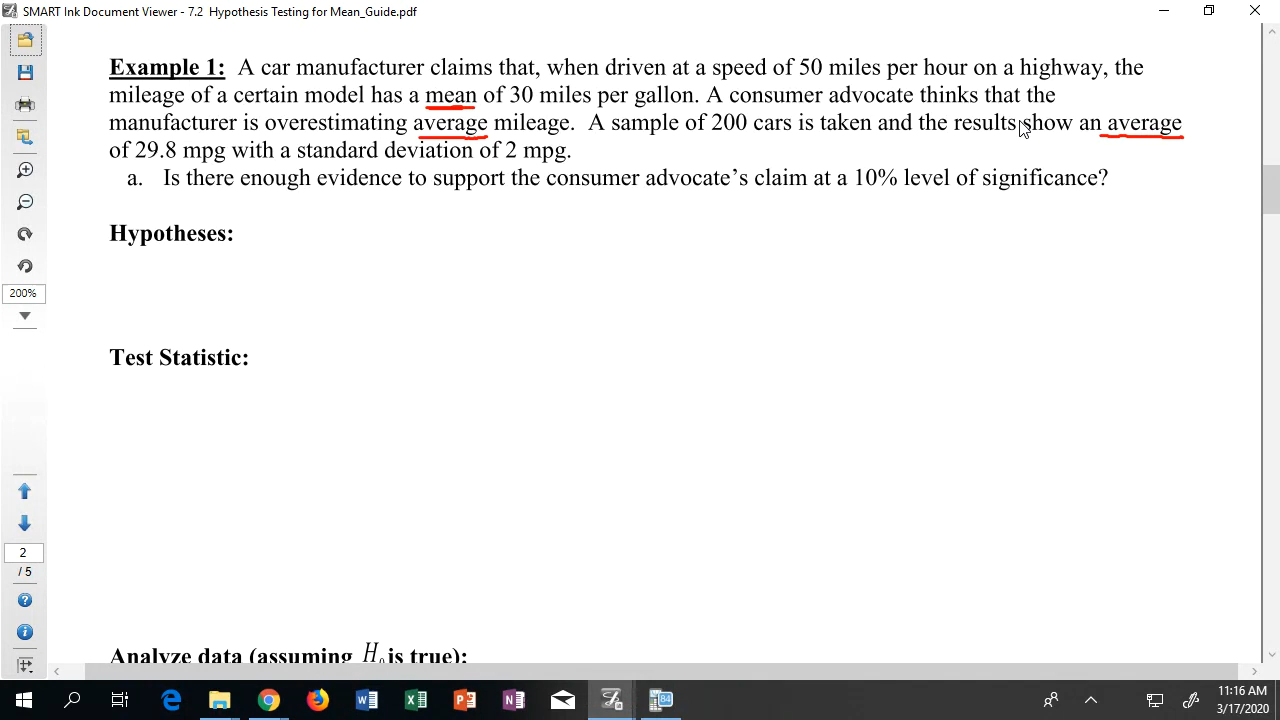 SMART Ink Document Viewer - 7.2 Hypothesis Testing for Mean_Guide.pdf
Example 1: A car manufacturer claims that, when driven at a speed of 50 miles per hour on a highway, the
mileage of a certain model has a mean of 30 miles per gallon. A consumer advocate thinks that the
manufacturer is overestimating average mileage. A sample of 200 cars is taken and the results show an average
of 29.8 mpg with a standard deviation of 2 mpg.
a. Is there enough evidence to support the consumer advocate’s claim at a 10% level of significance?
Hypotheses:
200%
Test Statistic:
2
/ 5
Analyze data (assuming H₀ is true):
84
11:16 AM
3/17/2020